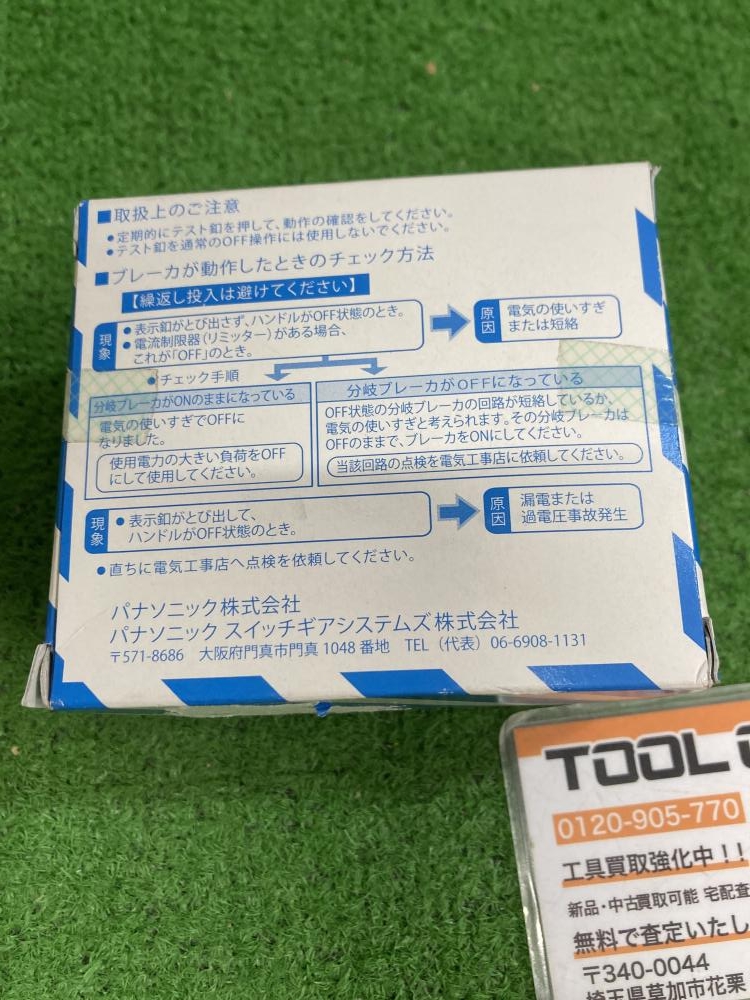 ■取扱上のご注意
●定期的にテスト釦を押して、動作の確認をしてください。
●テスト釦を通常のOFF操作には使用しないでください。
■ブレーカが動作したときのチェック方法
【繰返し投入は避けてください】
現象
●表示釦がとび出さず、ハンドルがOFF状態のとき。
●電流制限器(リミッター)がある場合、
これが「OFF」のとき。
原因
電気の使いすぎ
または短絡
●チェック手順
分岐ブレーカがONのままになっている
電気の使いすぎでOFFに
なりました。
使用電力の大きい負荷をOFF
にして使用してください。
分岐ブレーカがOFFになっている
OFF状態の分岐ブレーカの回路が短絡しているか、
電気の使いすぎと考えられます。その分岐ブレーカは
OFFのままで、ブレーカをONにしてください。
当該回路の点検を電気工事店に依頼してください。
現象
●表示釦がとび出して、
ハンドルがOFF状態のとき。
原因
漏電または
過電圧事故発生
●直ちに電気工事店へ点検を依頼してください。
パナソニック株式会社
パナソニック スイッチギアシステムズ株式会社
〒571-8686 大阪府門真市門真1048番地 TEL(代表)06-6908-1131
TOOL
0120-905-770
工具買取強化中!!
新品・中古買取可能 宅配査
無料で査定いたし
〒340-0044
埼玉県草加市花栗